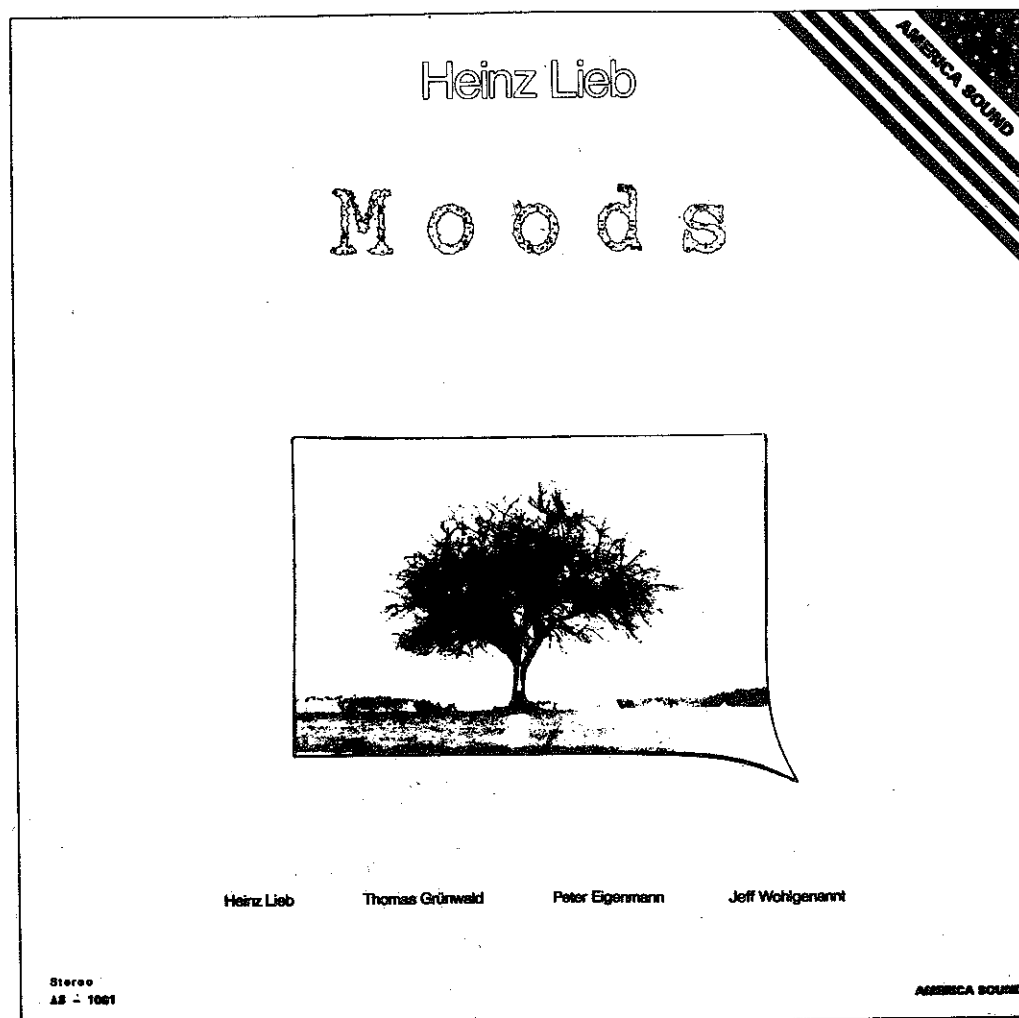 AMERICA SOUND
Heinz Lieb
Moods
Heinz Lieb Thomas Grünwald Peter Eigenmann Jeff Wohlgenannt
Stereo
AS - 1061
AMERICA SOUND